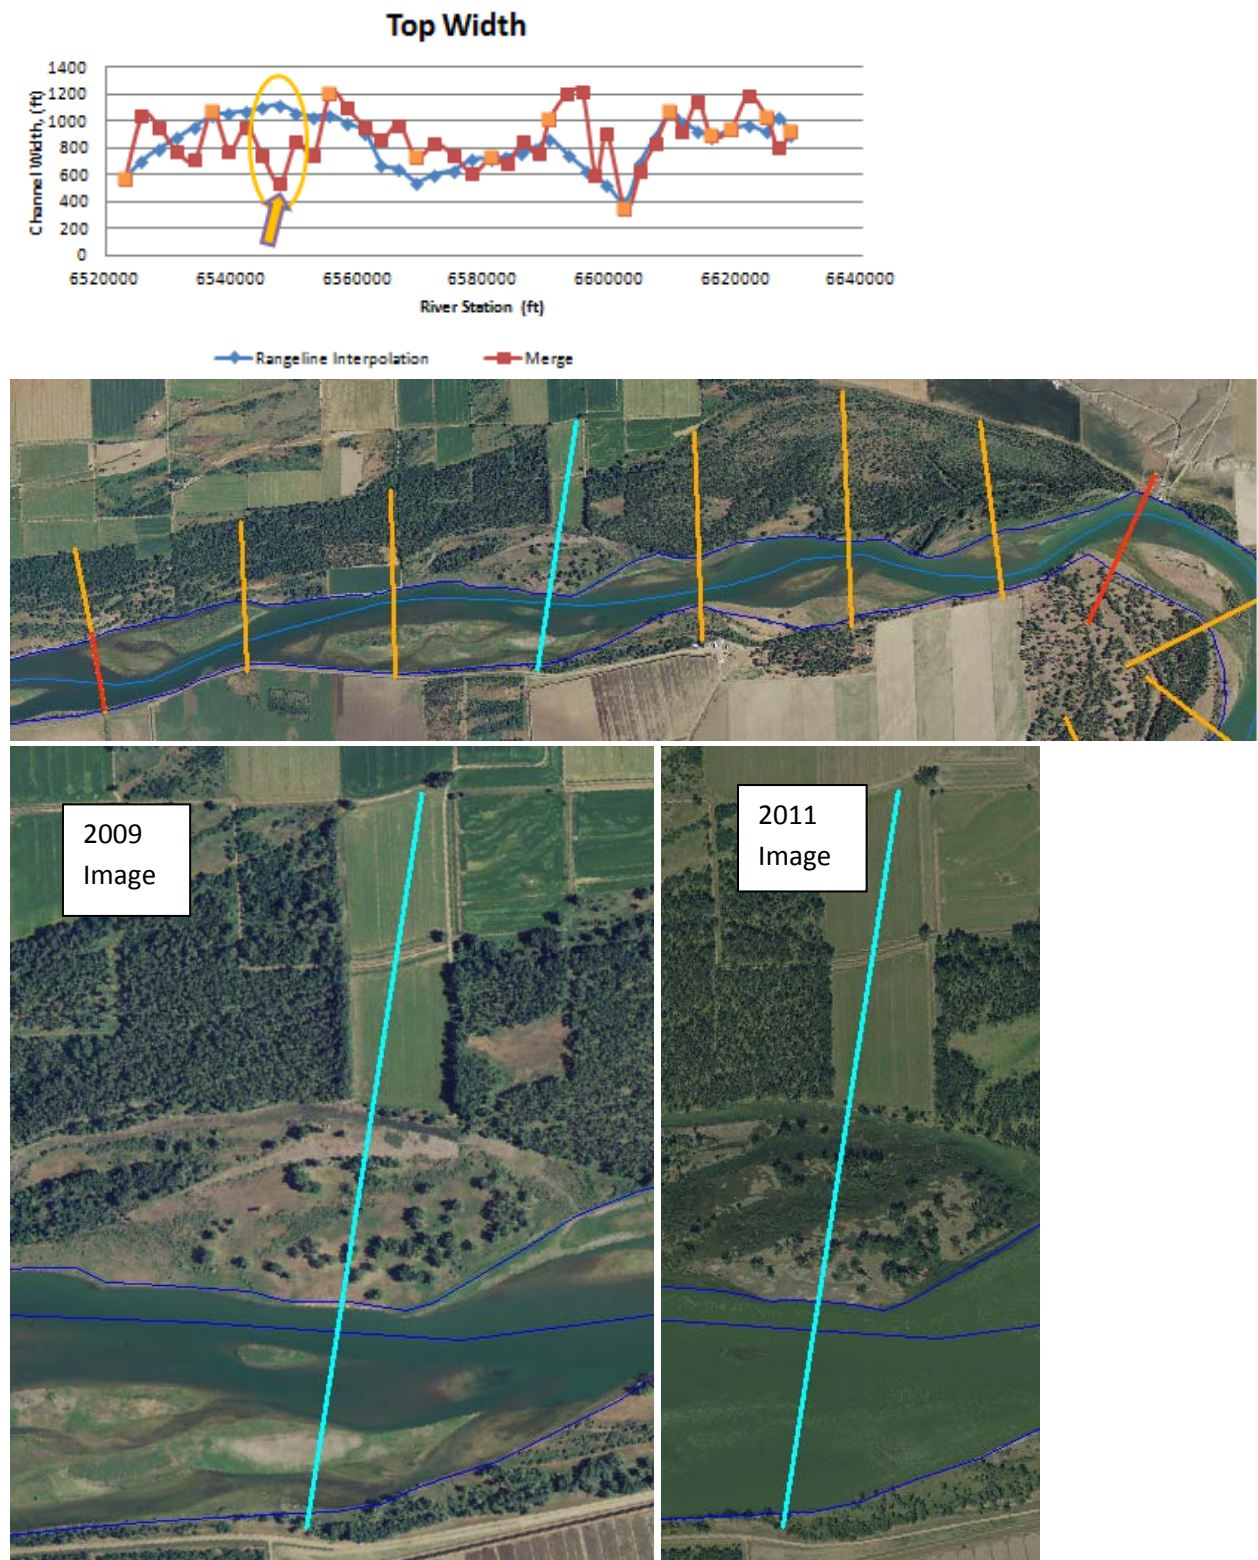 Top Width
1400
1200
1000
800
600
400
200
0
Channel Width, (ft)
6520000 6540000 6560000 6580000 6600000 6620000 6640000
River Station (ft)
Rangeline Interpolation Merge
2009
Image
2011
Image